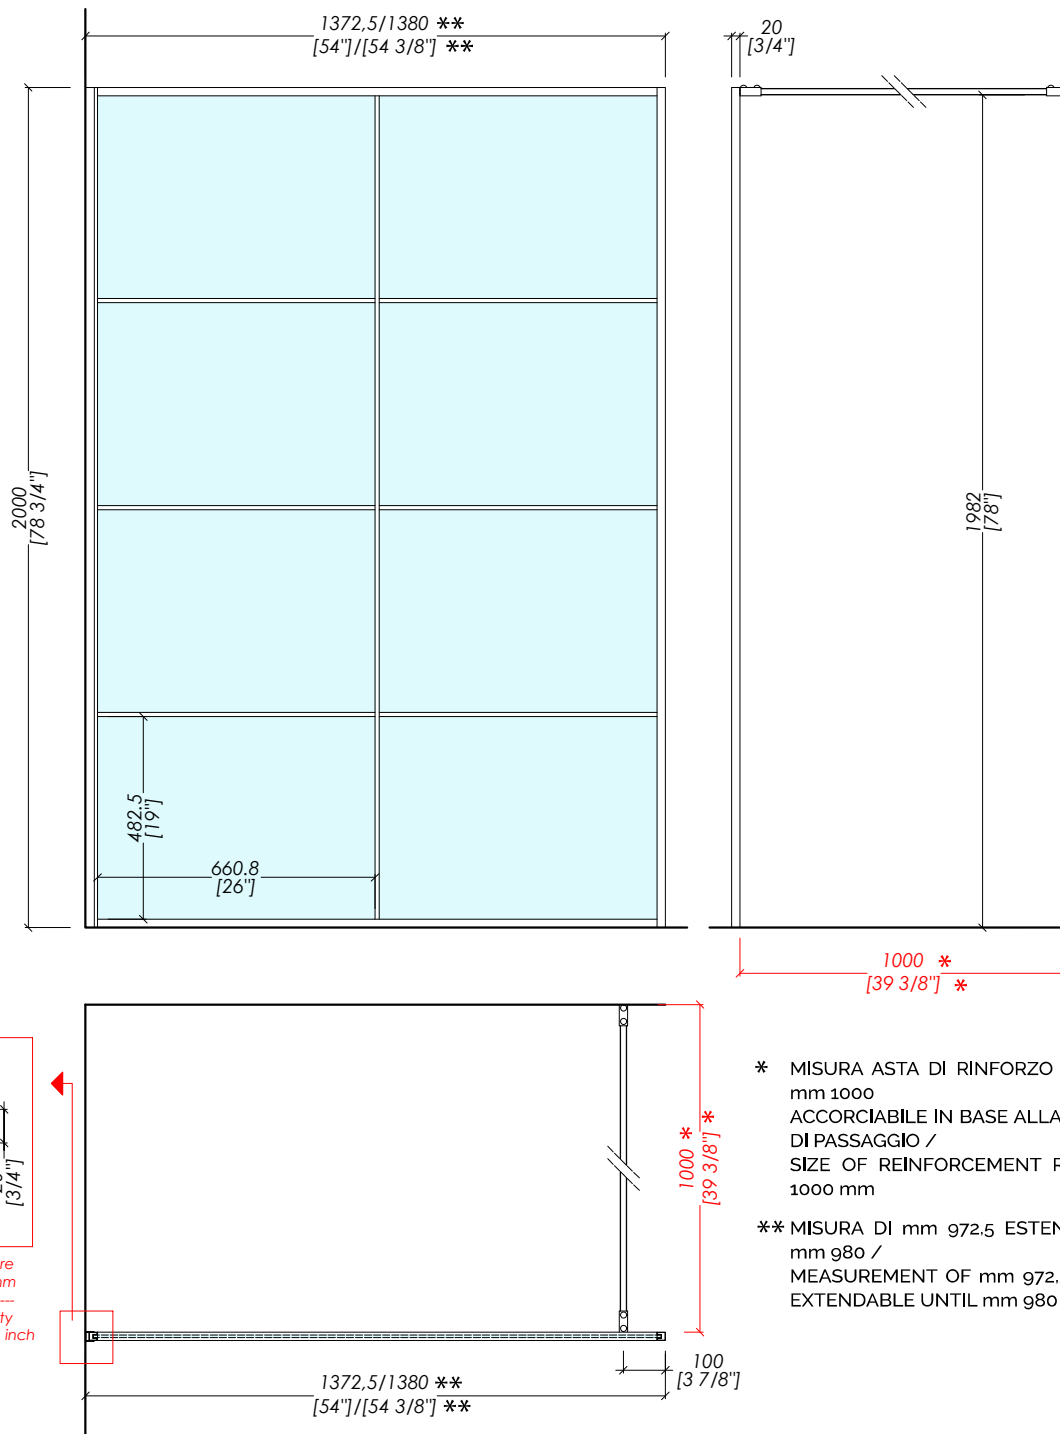 1372,5/1380 **
[54"]/[54 3/8"] **
20
[3/4"]
2000
[78 3/4"]
1982
[78"]
482.5
[19"]
660.8
[26"]
1000 *
[39 3/8"] *
1000 *
[39 3/8"] *
[3/4"]
inch
* MISURA ASTA DI RINFORZO
mm 1000
ACCORCIABILE IN BASE ALLA
DI PASSAGGIO /
SIZE OF REINFORCEMENT
1000 mm
** MISURA DI mm 972,5
mm 980 /
MEASUREMENT OF mm 972,
EXTENDABLE UNTIL mm 980
100
[3 7/8"]
1372,5/1380 **
[54"]/[54 3/8"] **